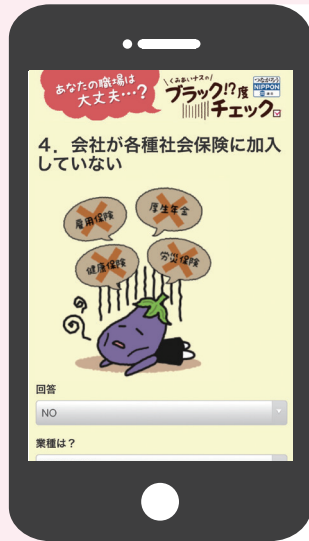 あなたの職場は
大丈夫…?
くみあいナスの
ブラック!?度
チェック
つながろう
NIPPON
4. 会社が各種社会保険に加入
していない
雇用保険
厚生年金
健康保険
労災保険
回答
NO
業種は？